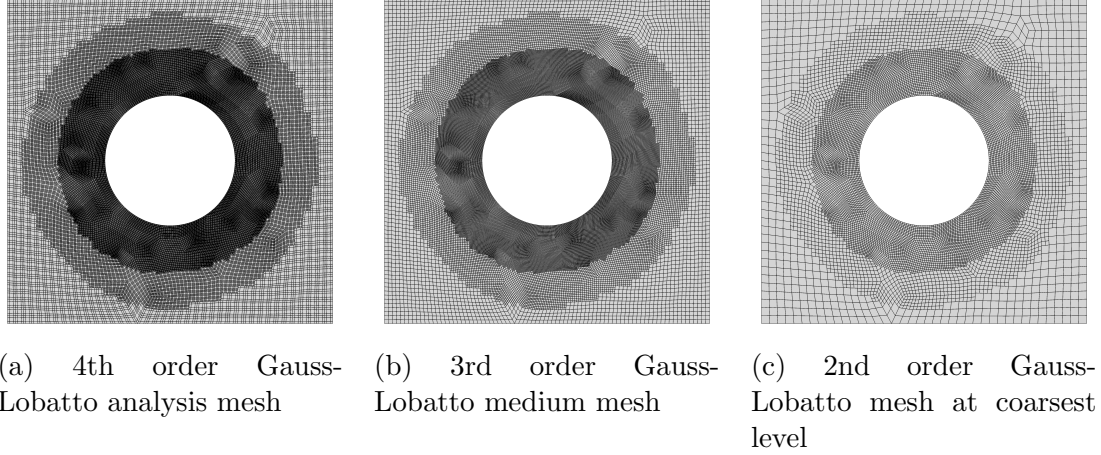 (a) 4th order Gauss-
Lobatto analysis mesh
(b) 3rd order Gauss-
Lobatto medium mesh
(c) 2nd order Gauss-
Lobatto mesh at coarsest
level